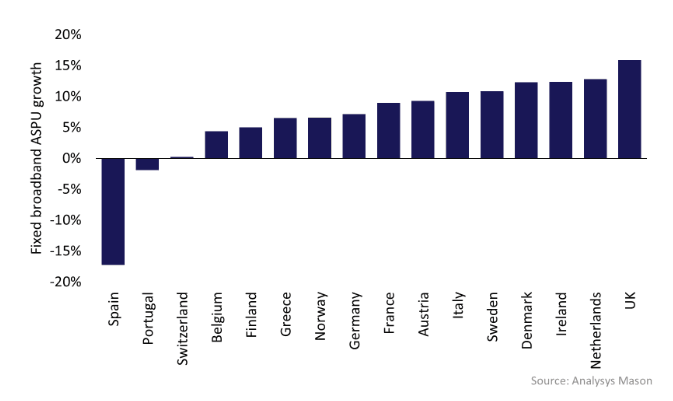 20%
15%
10%
5%
0%
-5%
-10%
-15%
-20%
Fixed broadband ASPU growth
Spain
Portugal
Switzerland
Belgium
Finland
Greece
Norway
Germany
France
Austria
Italy
Sweden
Denmark
Ireland
Netherlands
UK
Source: Analysys Mason